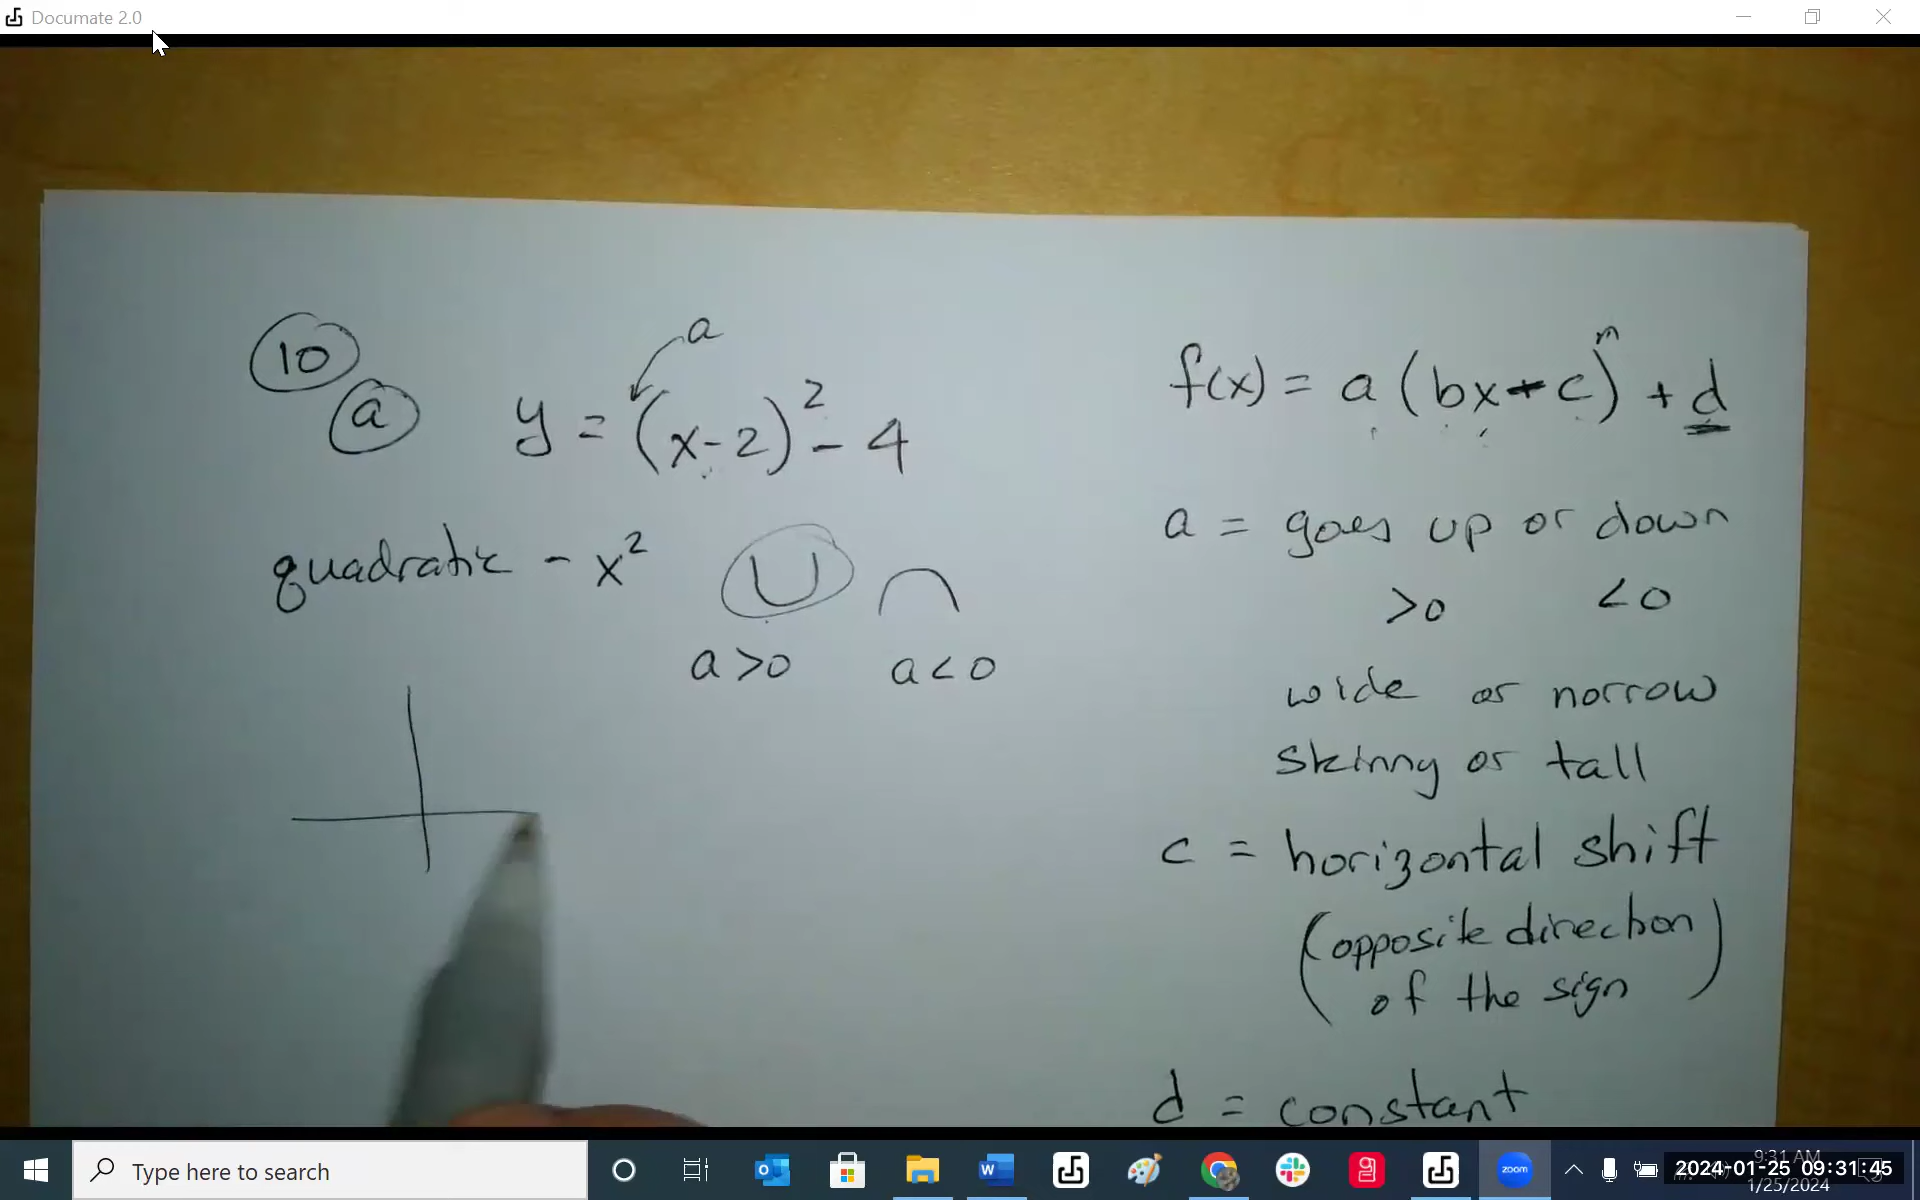 Documate 2.0
10
a
a
y = (x-2)² - 4
quadratic - x²
a >0
a < 0
f(x) = a (bx + c)ⁿ + d
a = goes up or down
>0 <0
wide or norrow
skinny or tall
c = horizontal shift
(opposite direction
of the sign)
d = constant
Type here to search
zoom
9:31 AM
2024-01-25 09:31:45
1/25/2024